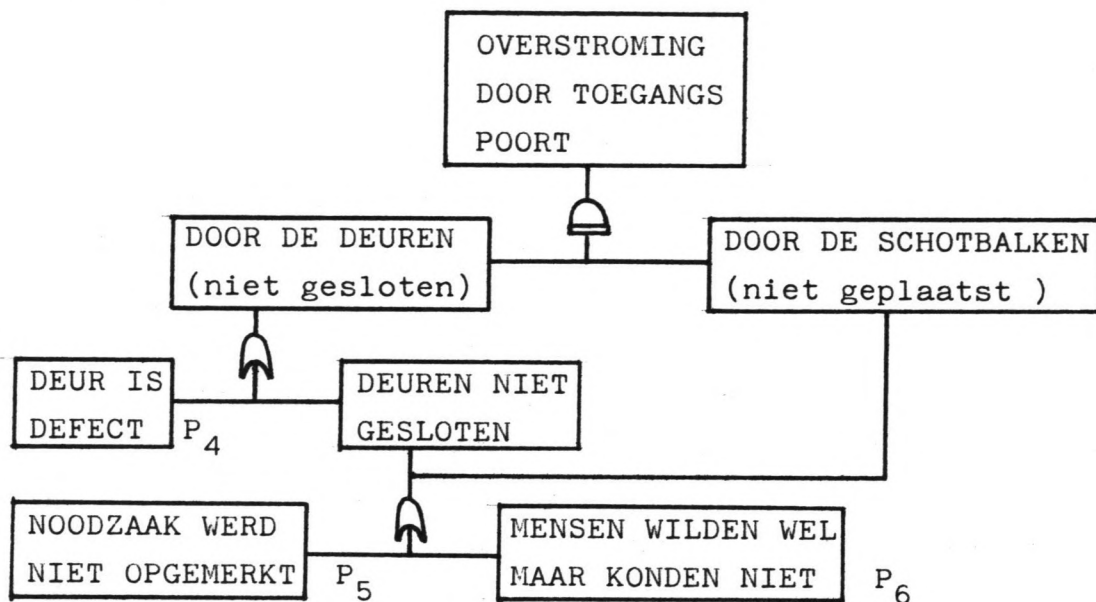 OVERSTROMING
DOOR TOEGANGS
POORT
DOOR DE DEUREN
(niet gesloten)
DOOR DE SCHOTBALKEN
(niet geplaatst )
DEUR IS
DEFECT
P4
DEUREN NIET
GESLOTEN
NOODZAAK WERD
NIET OPGEMERKT
P5
MENSEN WILDEN WEL
MAAR KONDEN NIET
P6